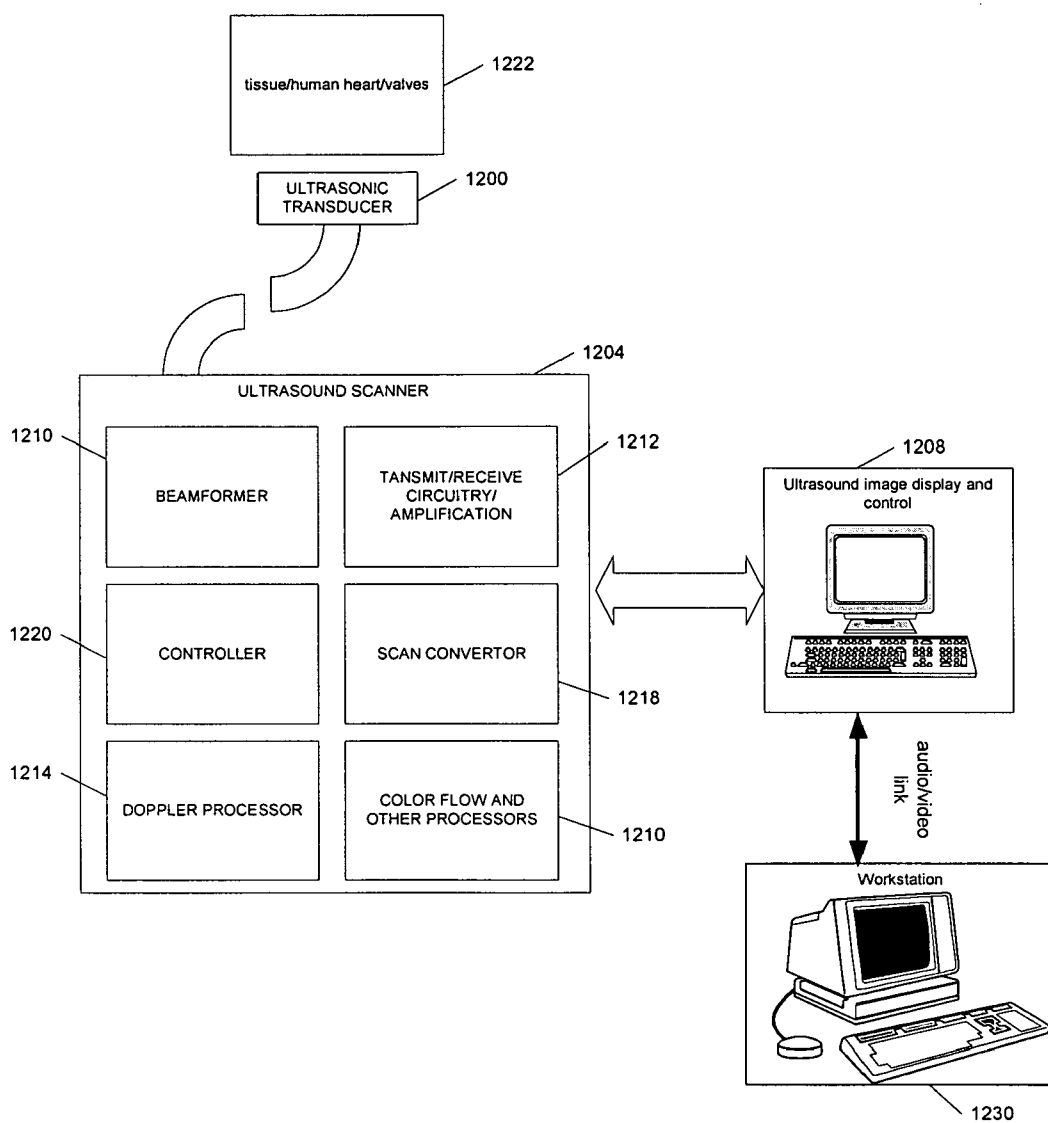 tissue/human heart/valves
1222
ULTRASONIC
TRANSDUCER
1200
1204
ULTRASOUND SCANNER
1210
BEAMFORMER
TANSMIT/RECEIVE
CIRCUITRY/
AMPLIFICATION
1212
1220
CONTROLLER
SCAN CONVERTOR
1218
1214
DOPPLER PROCESSOR
COLOR FLOW AND
OTHER PROCESSORS
1210
1208
Ultrasound image display and
control
audio/video
link
Workstation
1230